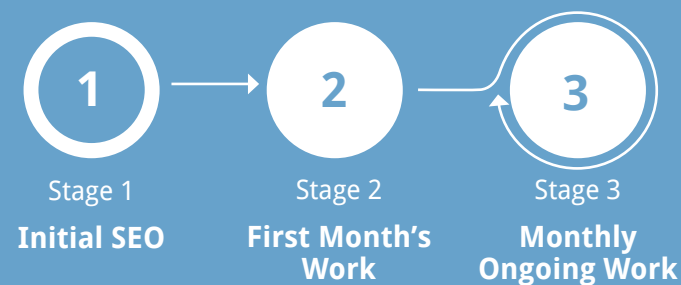 1
2
3
Stage 1
Stage 2
Stage 3
Initial SEO
First Month’s
Work
Monthly
Ongoing Work